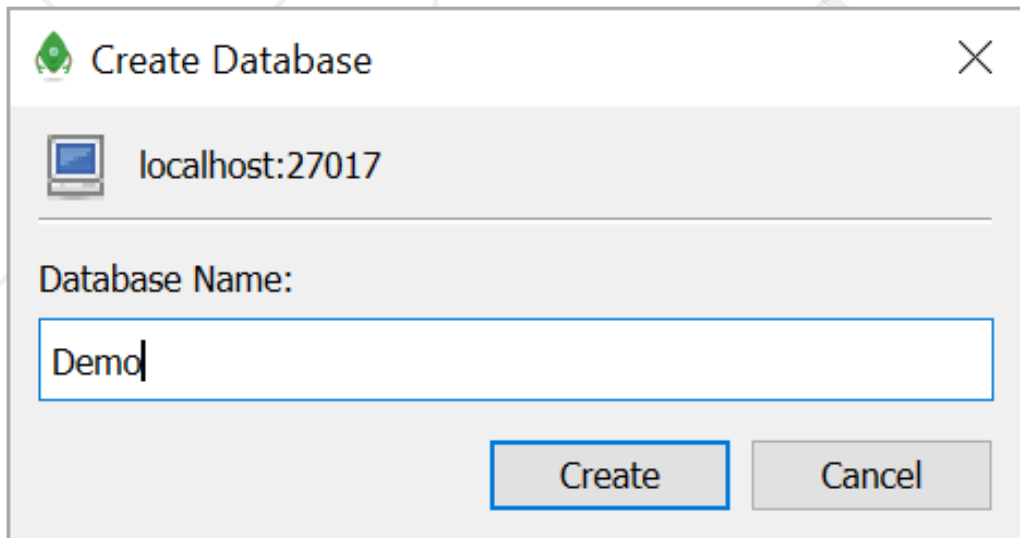 Create Database
localhost:27017
Database Name:
Demo
Create Cancel